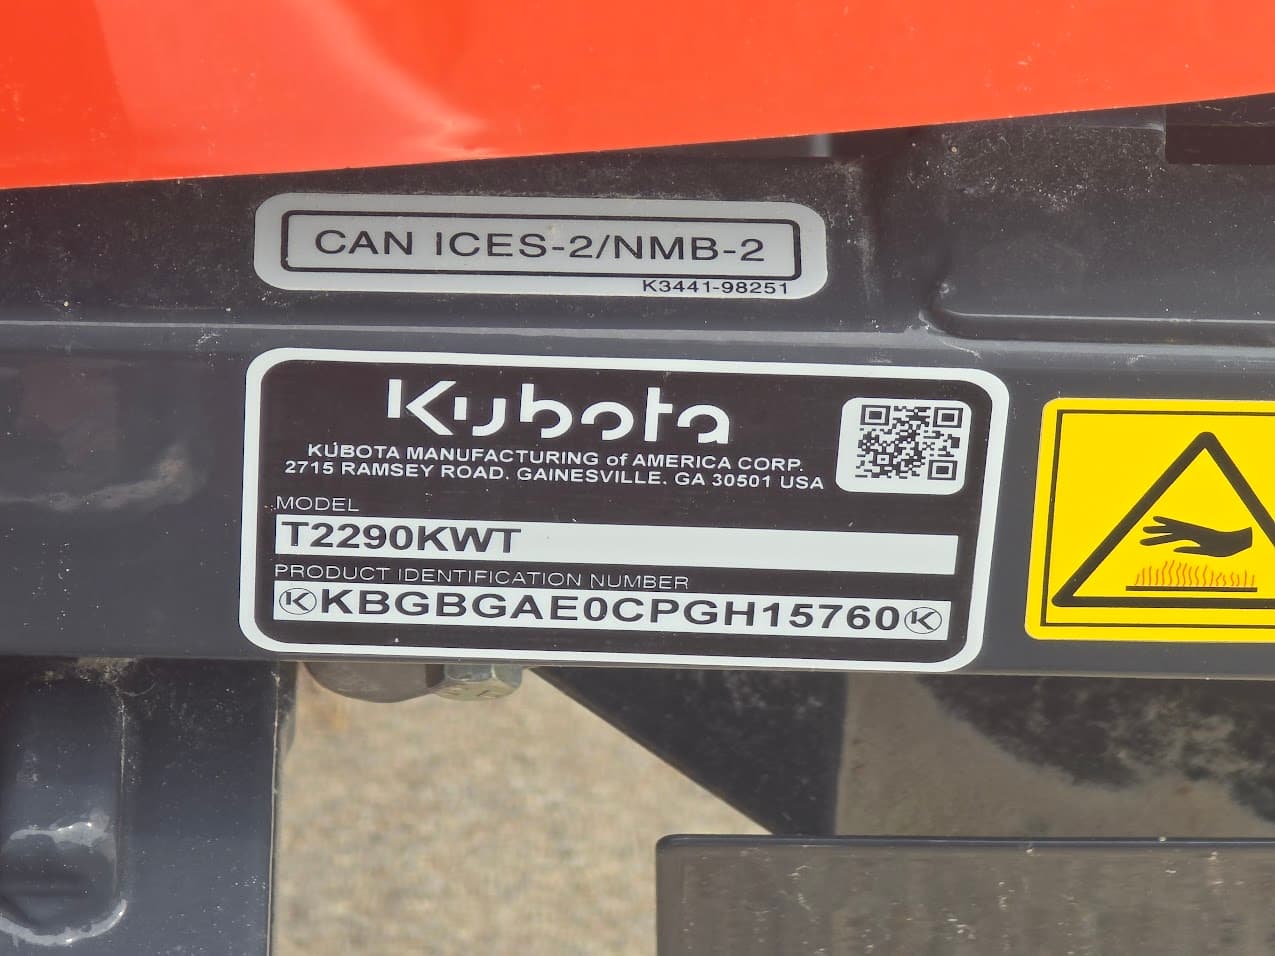 CAN ICES-2/NMB-2
K3441-98251
Kubota
KUBOTA MANUFACTURING of AMERICA CORP.
2715 RAMSEY ROAD. GAINESVILLE. GA 30501 USA
MODEL
T2290KWT
PRODUCT IDENTIFICATION NUMBER
KBGBGAE0CPGH15760